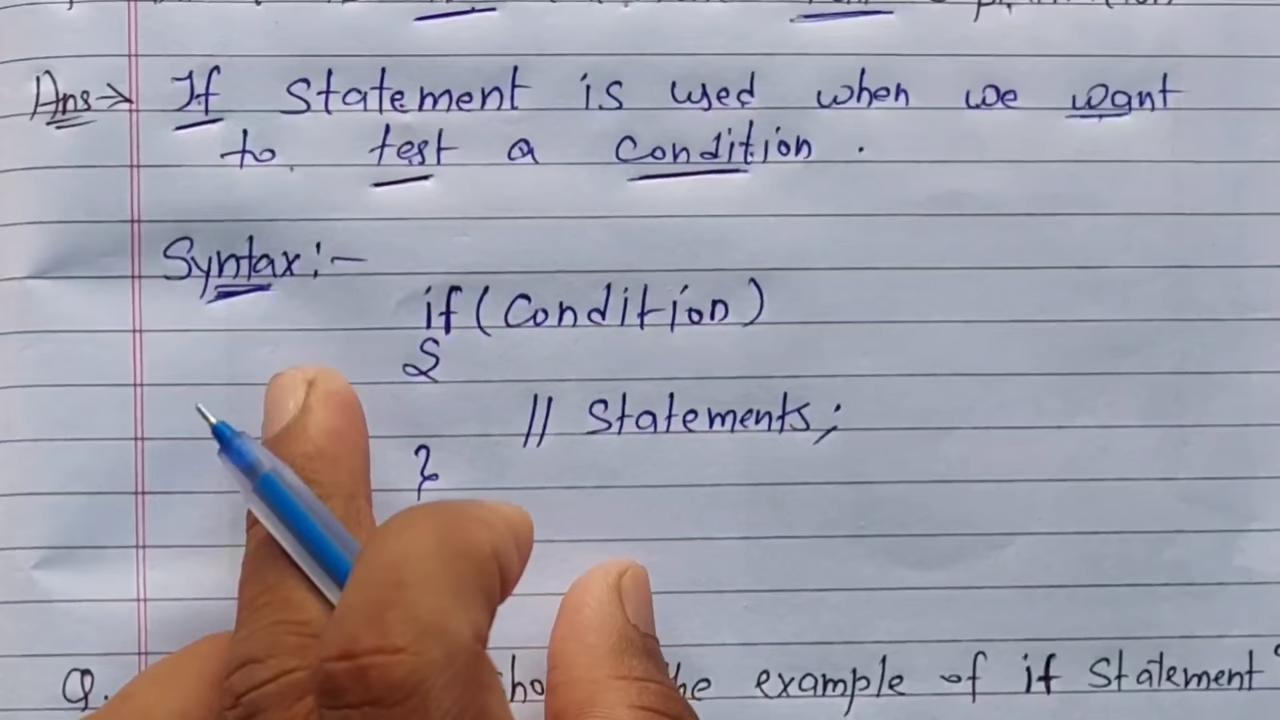 Ans→ If statement is used when we want
to test a condition.
Syntax:-
if(Condition)
{
// Statements;
}
Q. example of if statement